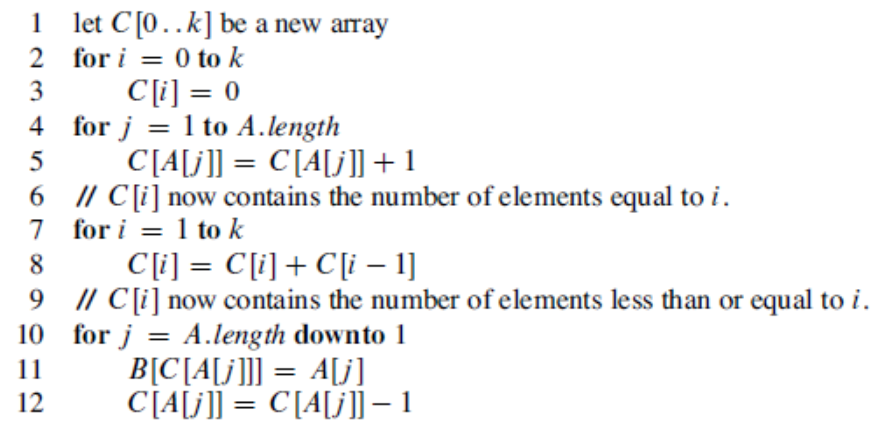 1 let C[0..k] be a new array
2 for i = 0 to k
3 C[i] = 0
4 for j = 1 to A.length
5 C[A[j]] = C[A[j]] + 1
6 // C[i] now contains the number of elements equal to i.
7 for i = 1 to k
8 C[i] = C[i] + C[i − 1]
9 // C[i] now contains the number of elements less than or equal to i.
10 for j = A.length downto 1
11 B[C[A[j]]] = A[j]
12 C[A[j]] = C[A[j]] − 1